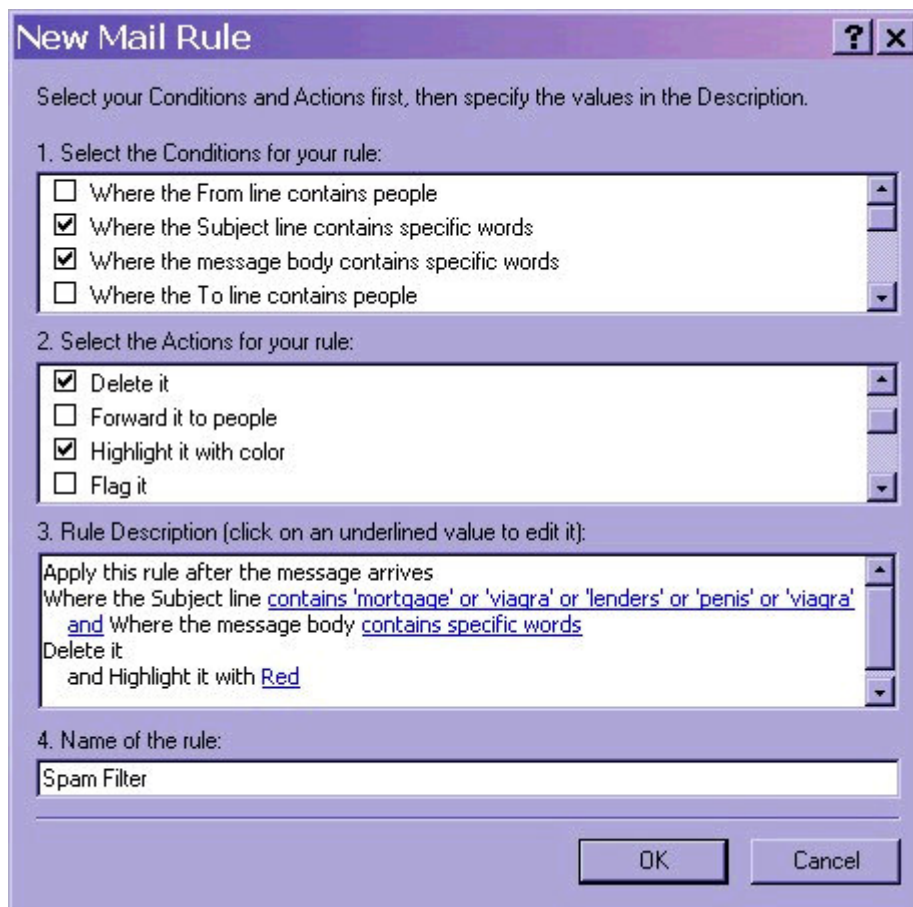 New Mail Rule
Select your Conditions and Actions first, then specify the values in the Description.
1. Select the Conditions for your rule:
Where the From line contains people
Where the Subject line contains specific words
Where the message body contains specific words
Where the To line contains people
2. Select the Actions for your rule:
Delete it
Forward it to people
Highlight it with color
Flag it
3. Rule Description (click on an underlined value to edit it):
Apply this rule after the message arrives
Where the Subject line contains 'mortgage' or 'viagra' or 'lenders' or 'penis' or 'viagra'
and Where the message body contains specific words
Delete it
and Highlight it with Red
4. Name of the rule:
Spam Filter
OK Cancel